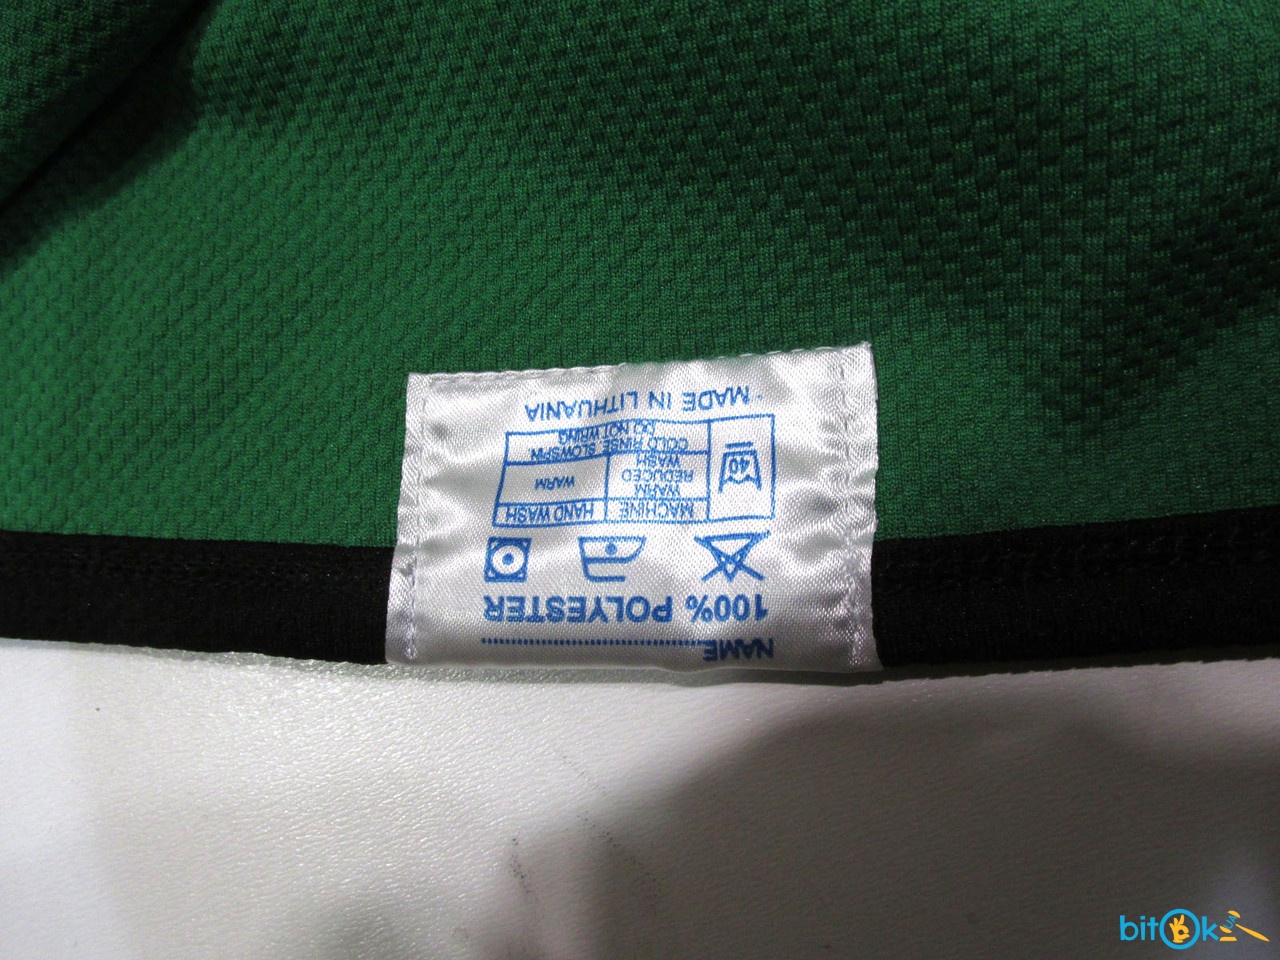 NAME
100% POLYESTER
40
MACHINE
HAND WASH
WARM
REDUCED
WASH
WARM
COLD RINSE. SLOWSPIN
DO NOT WRING
MADE IN LITHUANIA
bitOk
UA